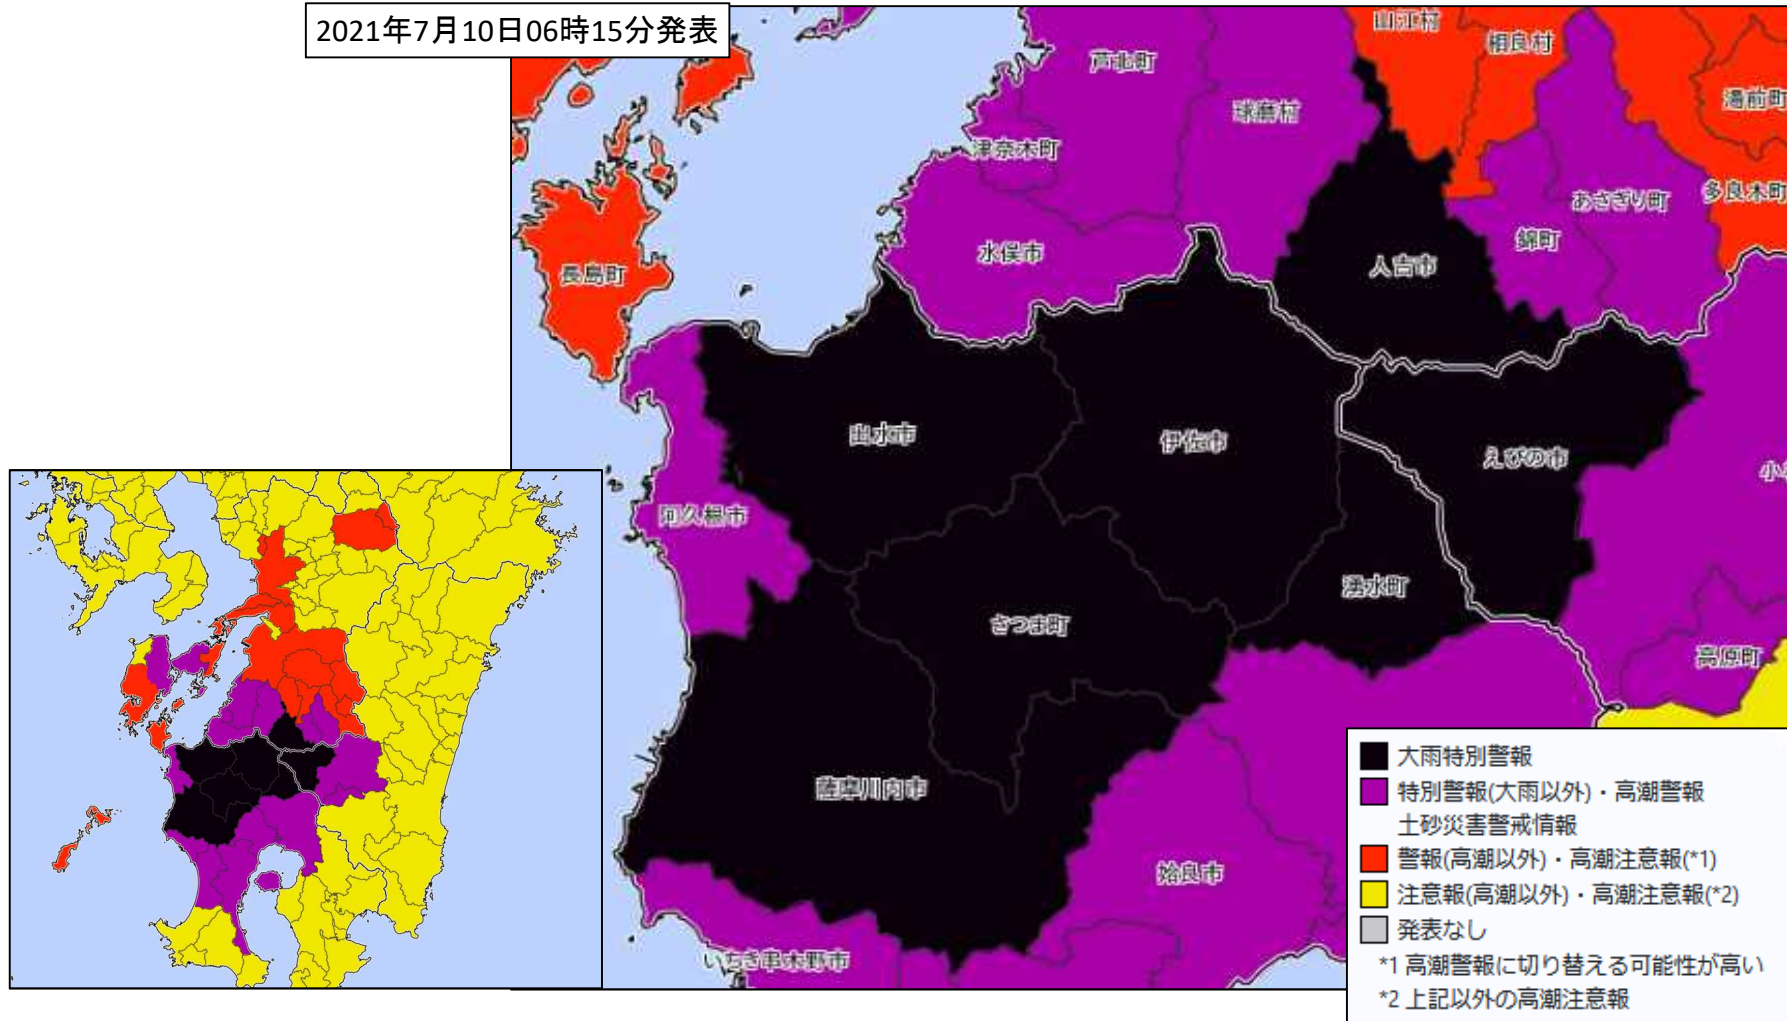 2021年7月10日06時15分発表
山江村
相良村
芦北町
湯前町
球磨村
津奈木町
あさぎり町
多良木町
錦町
水俣市
人吉市
長島町
出水市
伊佐市
えびの市
阿久根市
湧水町
さつま町
高原町
薩摩川内市
姶良市
いちき串木野市
大雨特別警報
特別警報(大雨以外)・高潮警報
土砂災害警戒情報
警報(高潮以外)・高潮注意報(*1)
注意報(高潮以外)・高潮注意報(*2)
発表なし
*1 高潮警報に切り替える可能性が高い
*2 上記以外の高潮注意報